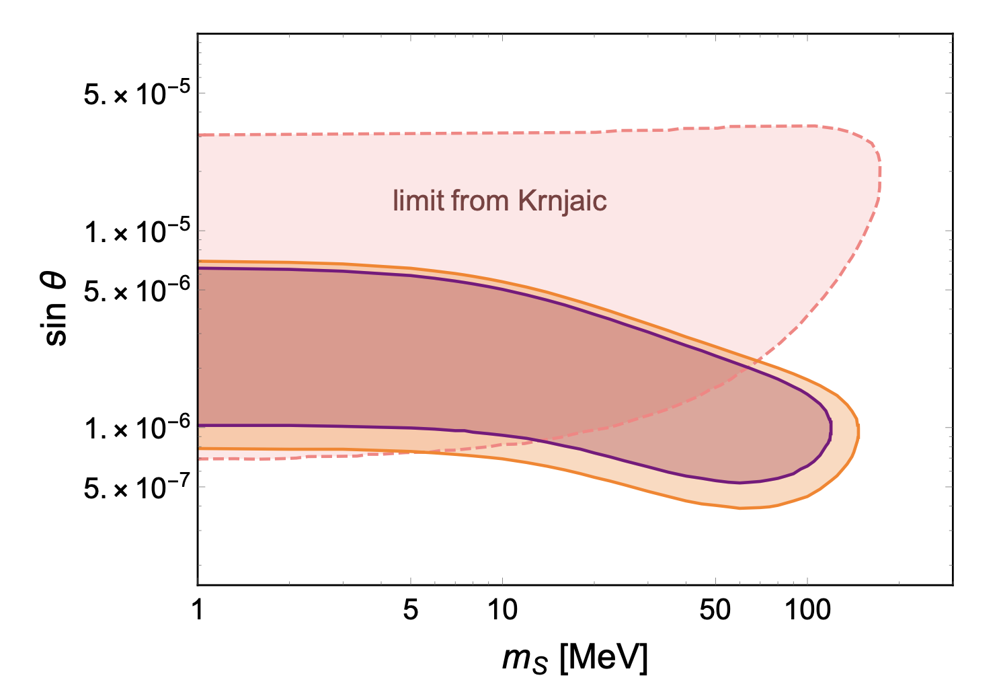 5. × 10⁻⁵
limit from Krnjaic
1. × 10⁻⁵
sin θ
5. × 10⁻⁶
1. × 10⁻⁶
5. × 10⁻⁷
1 5 10 50 100
m_S [MeV]